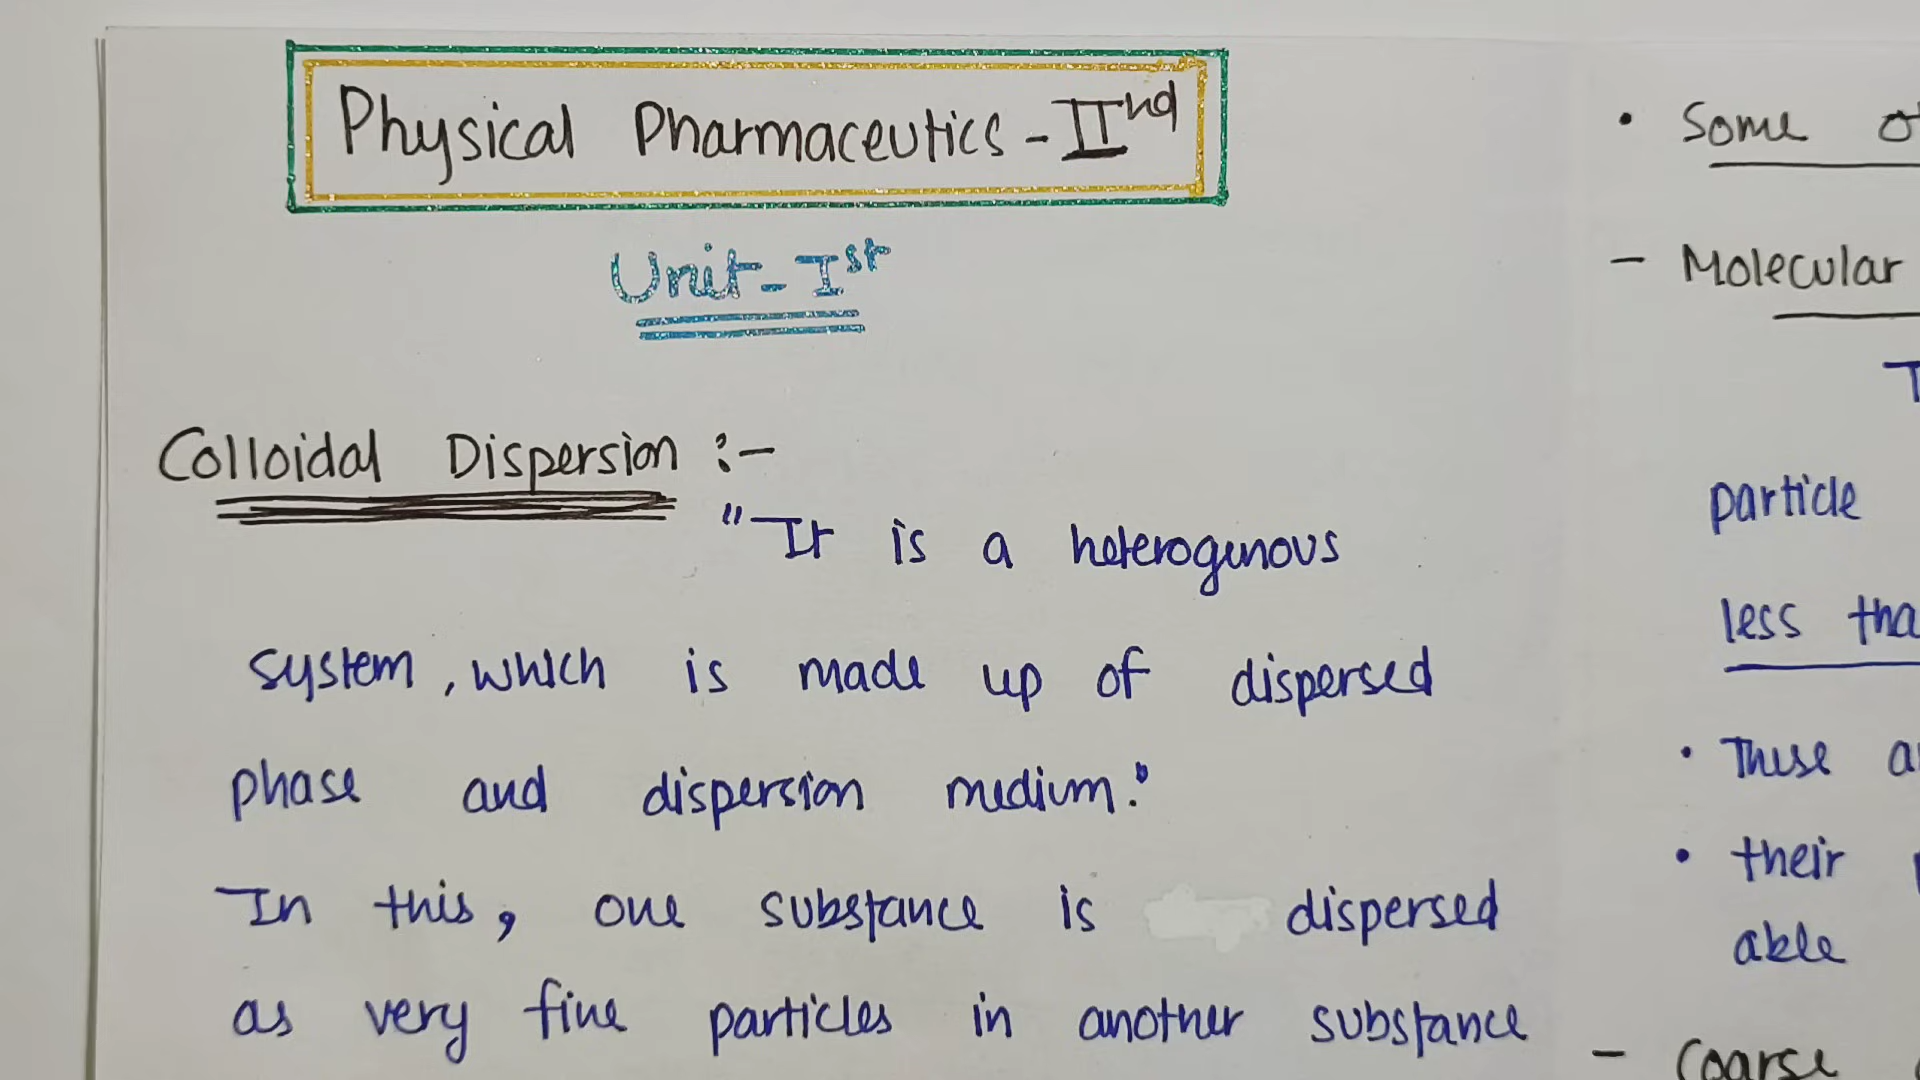 Physical Pharmaceutics - IInd
Unit - Ist
Colloidal Dispersion :-
"It is a heterogenous
system, which is made up of dispersed
phase and dispersion medium."
In this, one substance is dispersed
as very fine particles in another substance
• Some
- Molecular
particle
less
• These
• their
able
- Coarse